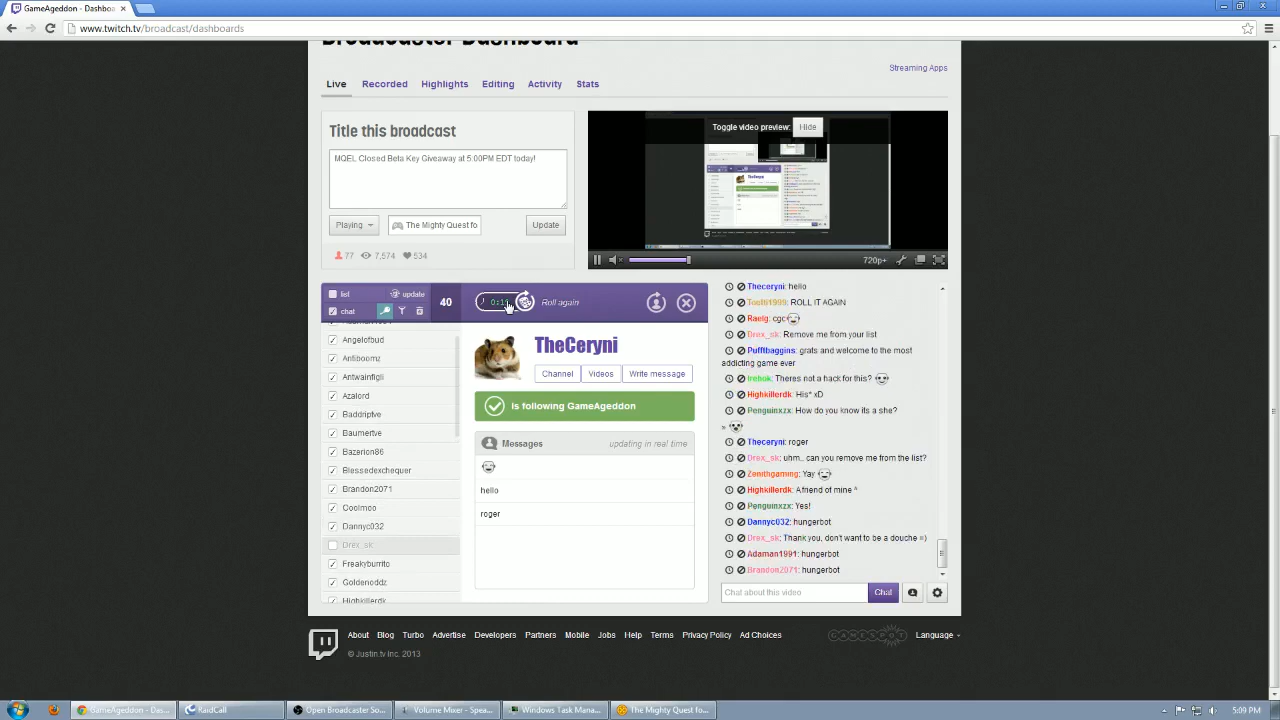 GameAgeddon - Dashboa
www.twitch.tv/broadcast/dashboards
Broadcaster Dashboard
Streaming Apps
Live Recorded Highlights Editing Activity Stats
Title this broadcast
MQEL Closed Beta Key Giveaway at 5:00PM EDT today!
Playing
The Mighty Quest fo
Update
77 7,574 534
Toggle video preview: Hide
720p+
list
update
chat
40
Roll again
Angelofbud
Antiboomz
Antwainfigli
Azalord
Baddriptve
Baumertve
Bazerion86
Blessedexchequer
Brandon2071
Coolmoo
Dannyc032
Drex_sk
Freakyburrito
Goldenoddz
Highkillerdk
TheCeryni
Channel Videos Write message
is following GameAgeddon
Messages updating in real time
hello
roger
Theceryni: hello
ROLL IT AGAIN
Raelg: cgc
Drex_sk: Remove me from your list
Pufftbaggins: grats and welcome to the most
addicting game ever
Irebok: Theres not a hack for this?
Highkillerdk: His* xD
Penguinxzx: How do you know its a she?
»
Theceryni: roger
Drex_sk: uhm.. can you remove me from the list?
Zenithgaming: Yay
Highkillerdk: A friend of mine ^
Penguinxzx: Yes!
Dannyc032: hungerbot
Drex_sk: Thank you, don't want to be a douche =)
Adaman1991: hungerbot
Brandon2071: hungerbot
Chat about this video
Chat
About Blog Turbo Advertise Developers Partners Mobile Jobs Help Terms Privacy Policy Ad Choices
GAMESPOT
Language
© Justin.tv Inc. 2013
GameAgeddon - Das...
RaidCall
Open Broadcaster So...
Volume Mixer - Spea...
Windows Task Mana...
The Mighty Quest fo...
5:09 PM